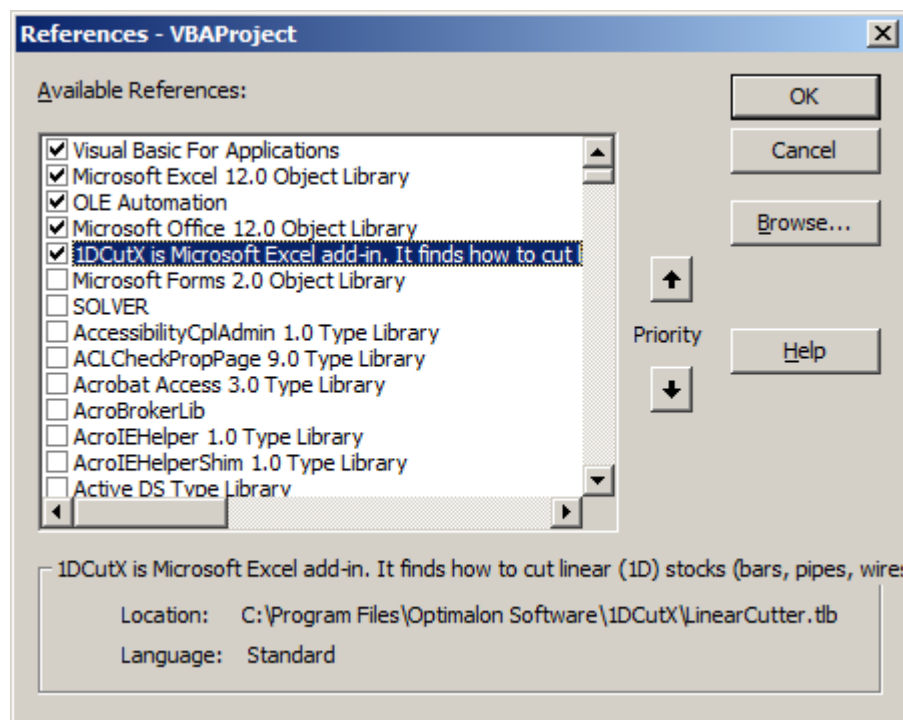 References - VBAProject
Available References:
OK
Visual Basic For Applications
Cancel
Microsoft Excel 12.0 Object Library
OLE Automation
Microsoft Office 12.0 Object Library
Browse...
1DCutX is Microsoft Excel add-in. It finds how to cut l
Microsoft Forms 2.0 Object Library
SOLVER
AccessibilityCplAdmin 1.0 Type Library
Priority
ACLCheckPropPage 9.0 Type Library
Help
Acrobat Access 3.0 Type Library
AcroBrokerLib
AcroIEHelper 1.0 Type Library
AcroIEHelperShim 1.0 Type Library
Active DS Type Library
1DCutX is Microsoft Excel add-in. It finds how to cut linear (1D) stocks (bars, pipes, wires
Location: C:\Program Files\Optimalon Software\1DCutX\LinearCutter.tlb
Language: Standard